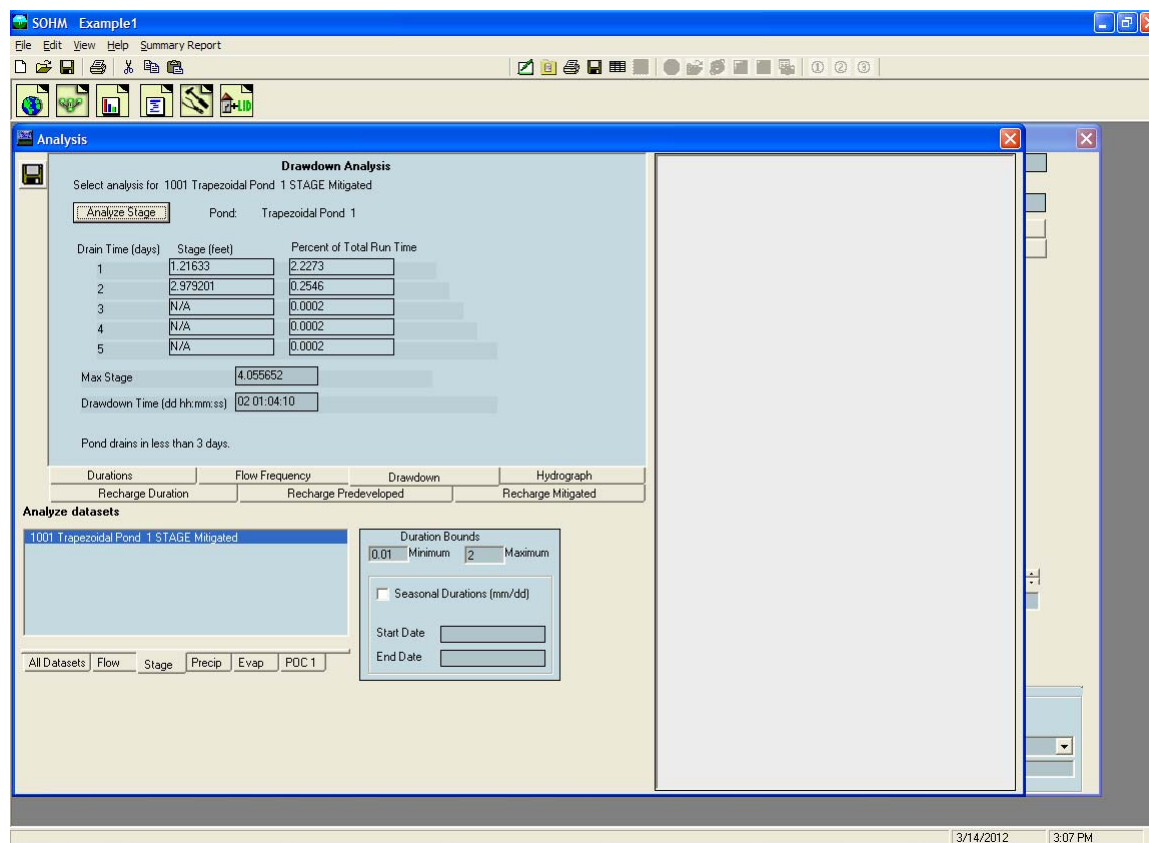 SOHM Example1
File Edit View Help Summary Report
+LID
Analysis
Drawdown Analysis
Select analysis for 1001 Trapezoidal Pond 1 STAGE Mitigated
Analyze Stage Pond: Trapezoidal Pond 1
Drain Time (days) Stage (feet) Percent of Total Run Time
1 1.21633 2.2273
2 2.979201 0.2546
3 N/A 0.0002
4 N/A 0.0002
5 N/A 0.0002
Max Stage 4.055652
Drawdown Time (dd hh:mm:ss) 02 01:04:10
Pond drains in less than 3 days.
Durations Flow Frequency Drawdown Hydrograph
Recharge Duration Recharge Predeveloped Recharge Mitigated
Analyze datasets
1001 Trapezoidal Pond 1 STAGE Mitigated
Duration Bounds
0.01 Minimum 2 Maximum
Seasonal Durations (mm/dd)
Start Date
End Date
All Datasets Flow Stage Precip Evap POC 1
3/14/2012 3:07 PM